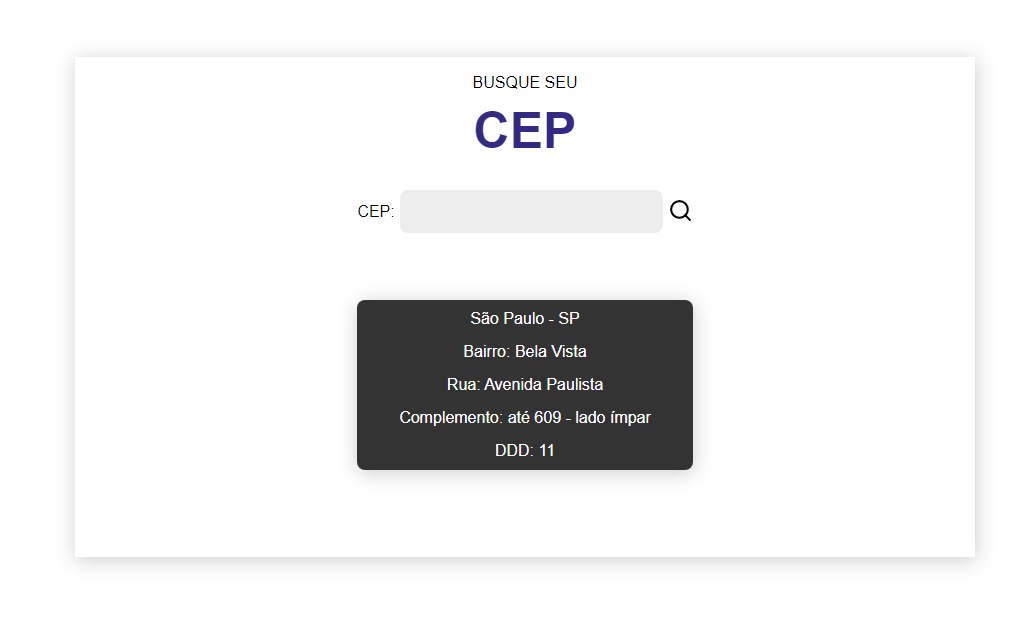 BUSQUE SEU
CEP
CEP:
São Paulo - SP
Bairro: Bela Vista
Rua: Avenida Paulista
Complemento: até 609 - lado ímpar
DDD: 11